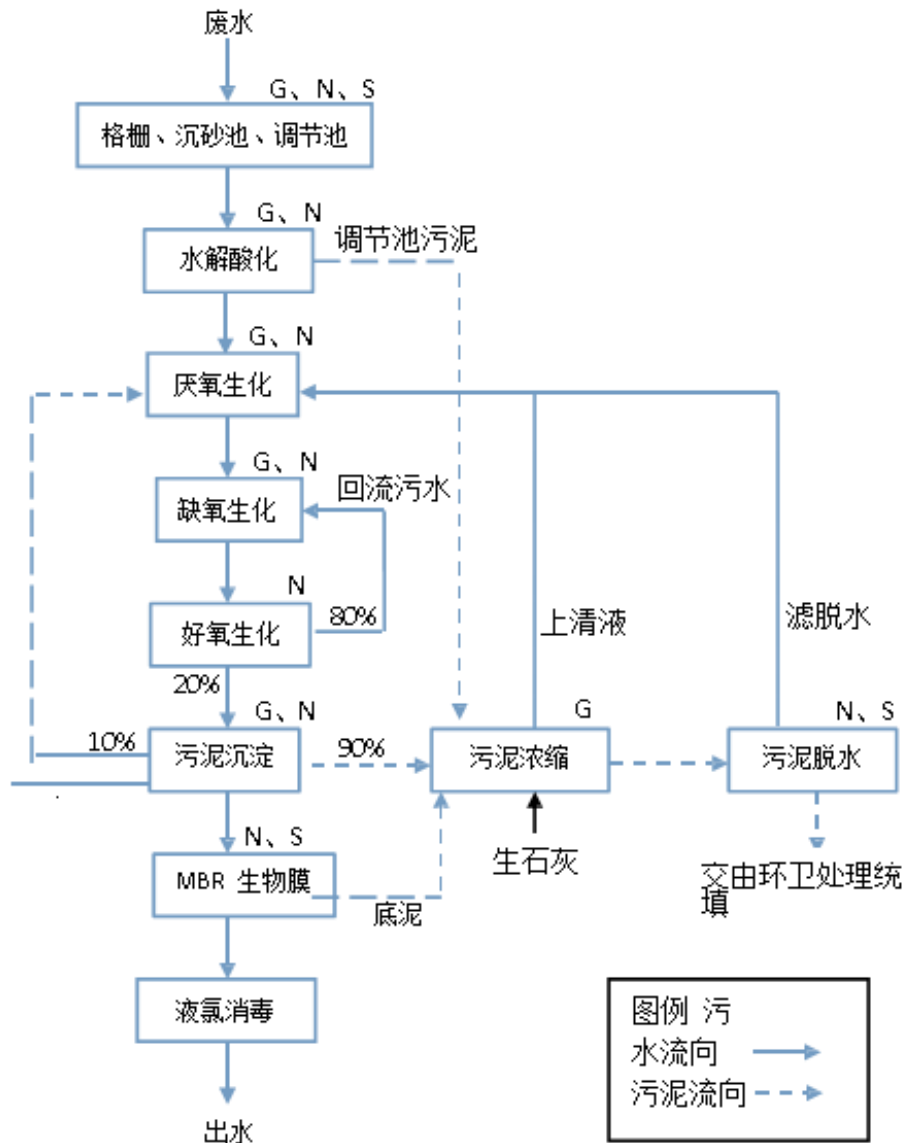 废水
G、N、S
格栅、沉砂池、调节池
G、N
水解酸化
调节池污泥
G、N
厌氧生化
G、N
缺氧生化
回流污水
N
好氧生化
80%
上清液
滤脱水
20%
G、N
10%
污泥沉淀
90%
G
污泥浓缩
N、S
污泥脱水
N、S
MBR 生物膜
底泥
生石灰
交由环卫处理统
填
液氯消毒
出水
图例 污
水流向
污泥流向